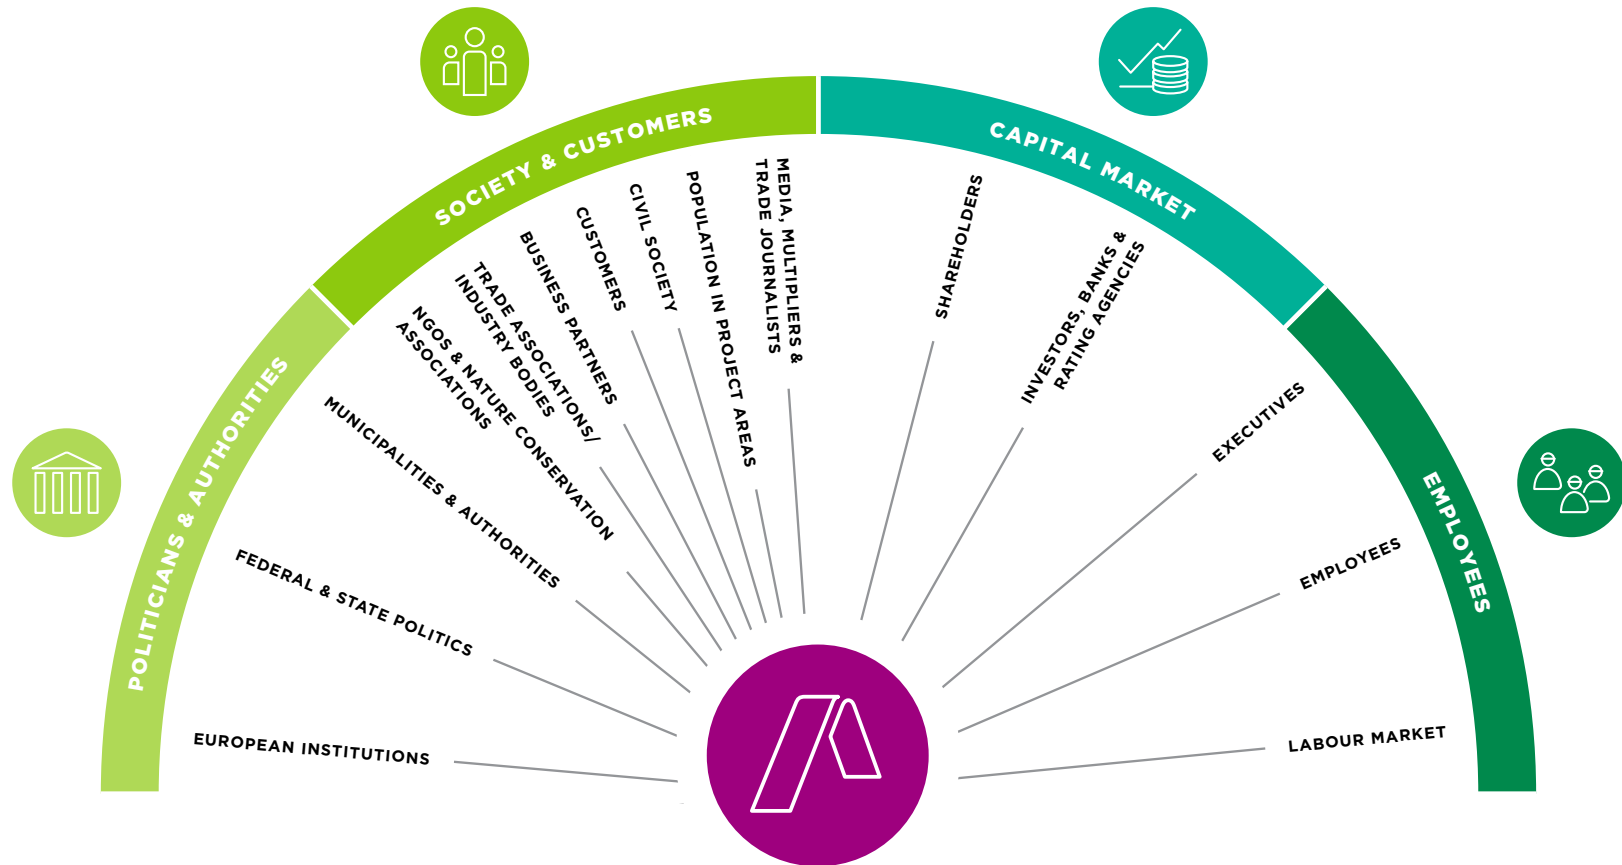 POLITICIANS & AUTHORITIES
SOCIETY & CUSTOMERS
CAPITAL MARKET
EMPLOYEES
EUROPEAN INSTITUTIONS
FEDERAL & STATE POLITICS
MUNICIPALITIES & AUTHORITIES
NGOS & NATURE CONSERVATION
ASSOCIATIONS
TRADE ASSOCIATIONS/
INDUSTRY BODIES
BUSINESS PARTNERS
CUSTOMERS
CIVIL SOCIETY
POPULATION IN PROJECT AREAS
MEDIA, MULTIPLIERS &
TRADE JOURNALISTS
SHAREHOLDERS
INVESTORS, BANKS &
RATING AGENCIES
EXECUTIVES
EMPLOYEES
LABOUR MARKET